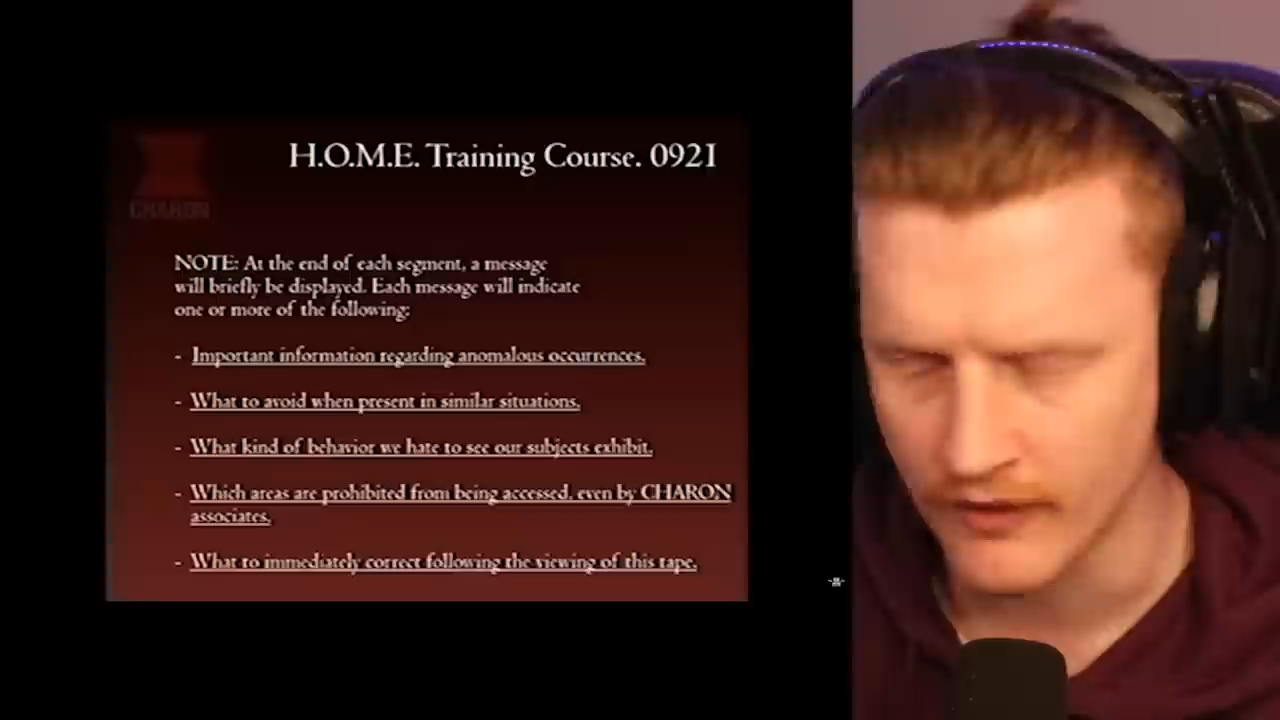 H.O.M.E. Training Course. 0921
CHARON
NOTE: At the end of each segment, a message
will briefly be displayed. Each message will indicate
one or more of the following:
- Important information regarding anomalous occurrences.
- What to avoid when present in similar situations.
- What kind of behavior we hate to see our subjects exhibit.
- Which areas are prohibited from being accessed, even by CHARON
associates.
- What to immediately correct following the viewing of this tape.